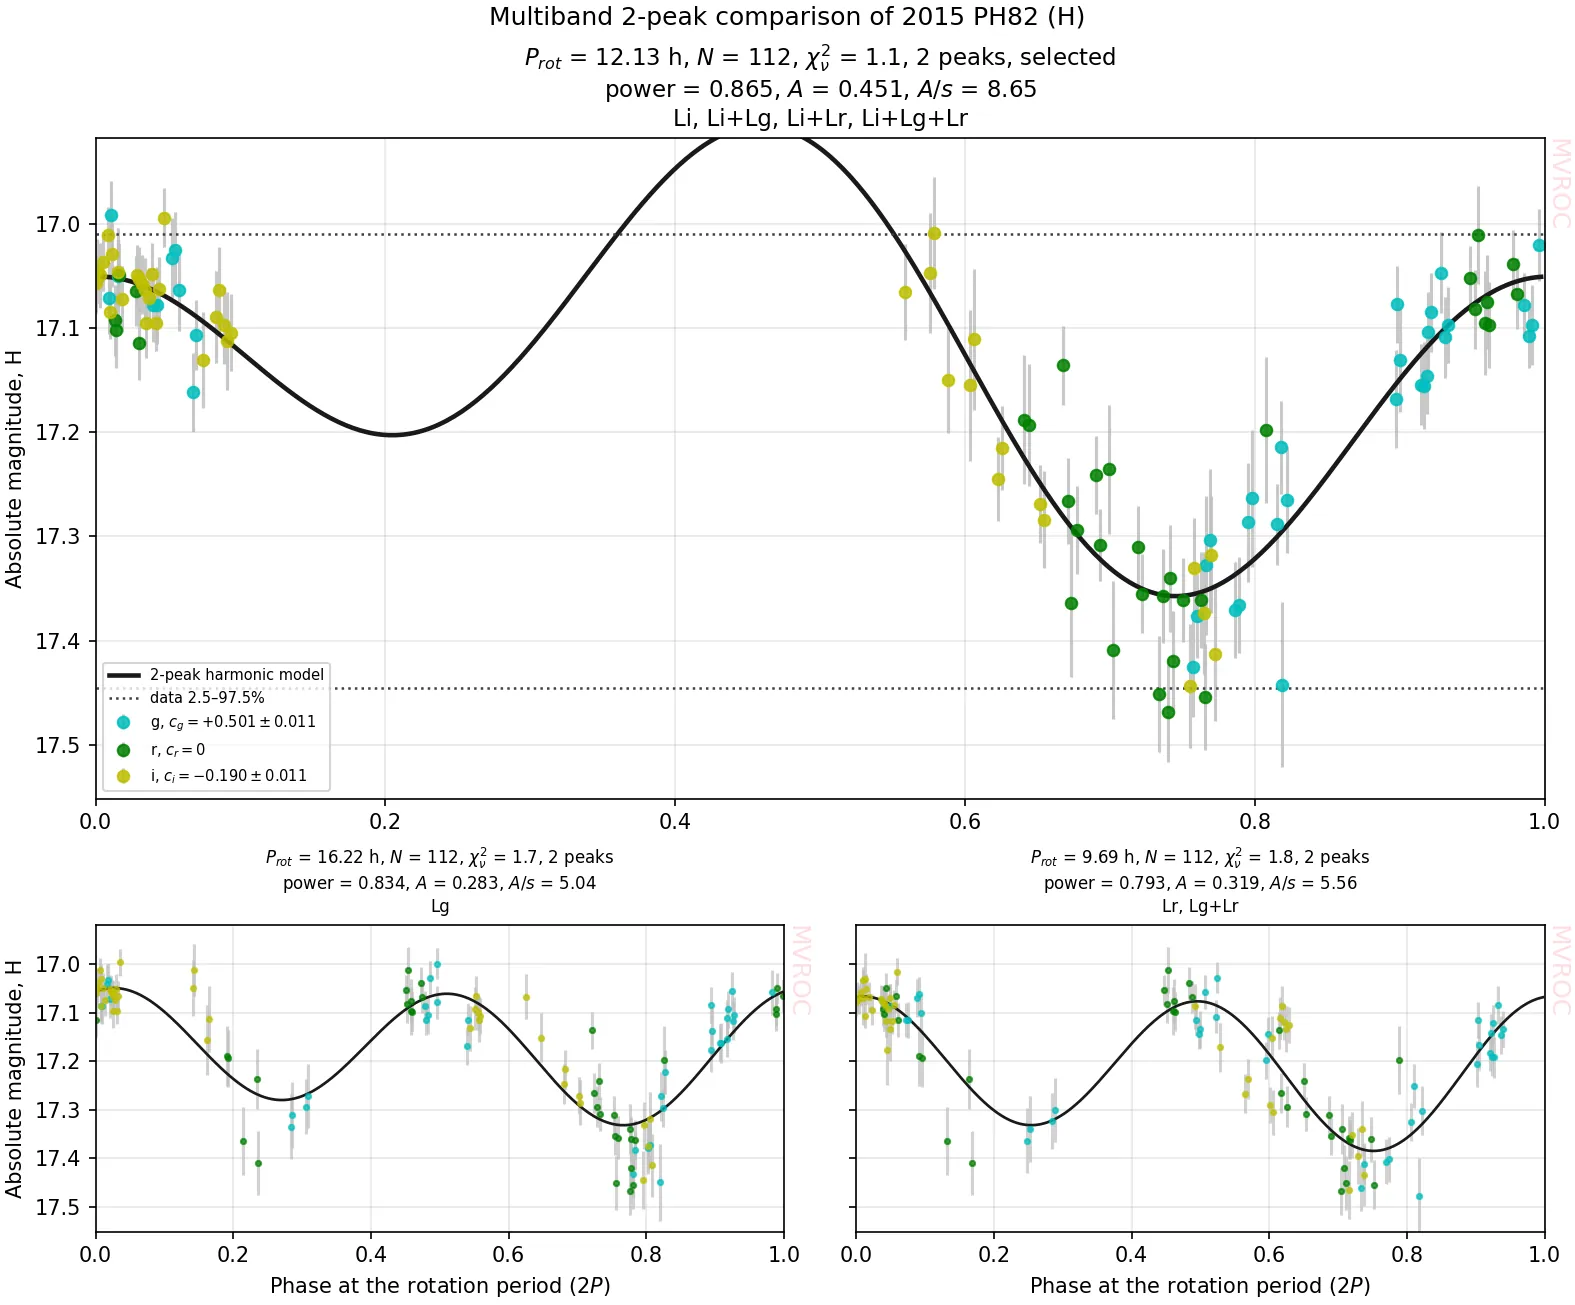 Multiband 2-peak comparison of 2015 PH82 (H)
P_rot = 12.13 h, N = 112, χ²_ν = 1.1, 2 peaks, selected
power = 0.865, A = 0.451, A/s = 8.65
Li, Li+Lg, Li+Lr, Li+Lg+Lr
MVROC
Absolute magnitude, H
17.0
17.1
17.2
17.3
17.4
17.5
2-peak harmonic model
data 2.5–97.5%
g, c_g = +0.501 ± 0.011
r, c_r = 0
i, c_i = −0.190 ± 0.011
0.0 0.2 0.4 0.6 0.8 1.0
P_rot = 16.22 h, N = 112, χ²_ν = 1.7, 2 peaks
power = 0.834, A = 0.283, A/s = 5.04
Lg
MVROC
Absolute magnitude, H
17.0
17.1
17.2
17.3
17.4
17.5
0.0 0.2 0.4 0.6 0.8 1.0
Phase at the rotation period (2P)
P_rot = 9.69 h, N = 112, χ²_ν = 1.8, 2 peaks
power = 0.793, A = 0.319, A/s = 5.56
Lr, Lg+Lr
MVROC
0.0 0.2 0.4 0.6 0.8 1.0
Phase at the rotation period (2P)